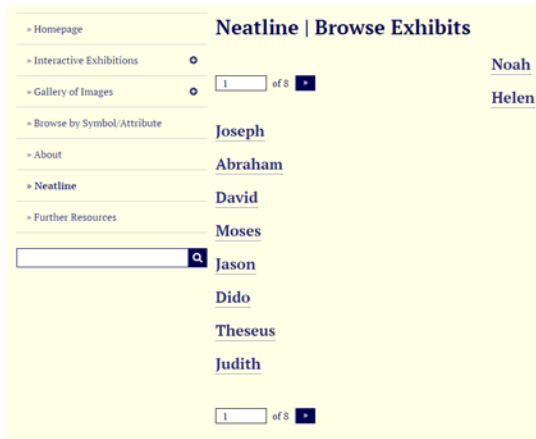 » Homepage
» Interactive Exhibitions
» Gallery of Images
» Browse by Symbol/Attribute
» About
» Neatline
» Further Resources
Neatline | Browse Exhibits
1 of 8 »
Joseph
Abraham
David
Moses
Jason
Dido
Theseus
Judith
1 of 8 »
Noah
Helen